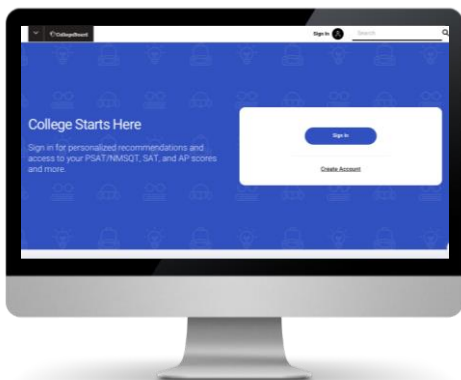 CollegeBoard
Sign In
Search
College Starts Here
Sign in for personalized recommendations and
access to your PSAT/NMSQT, SAT, and AP scores
and more.
Sign In
Create Account